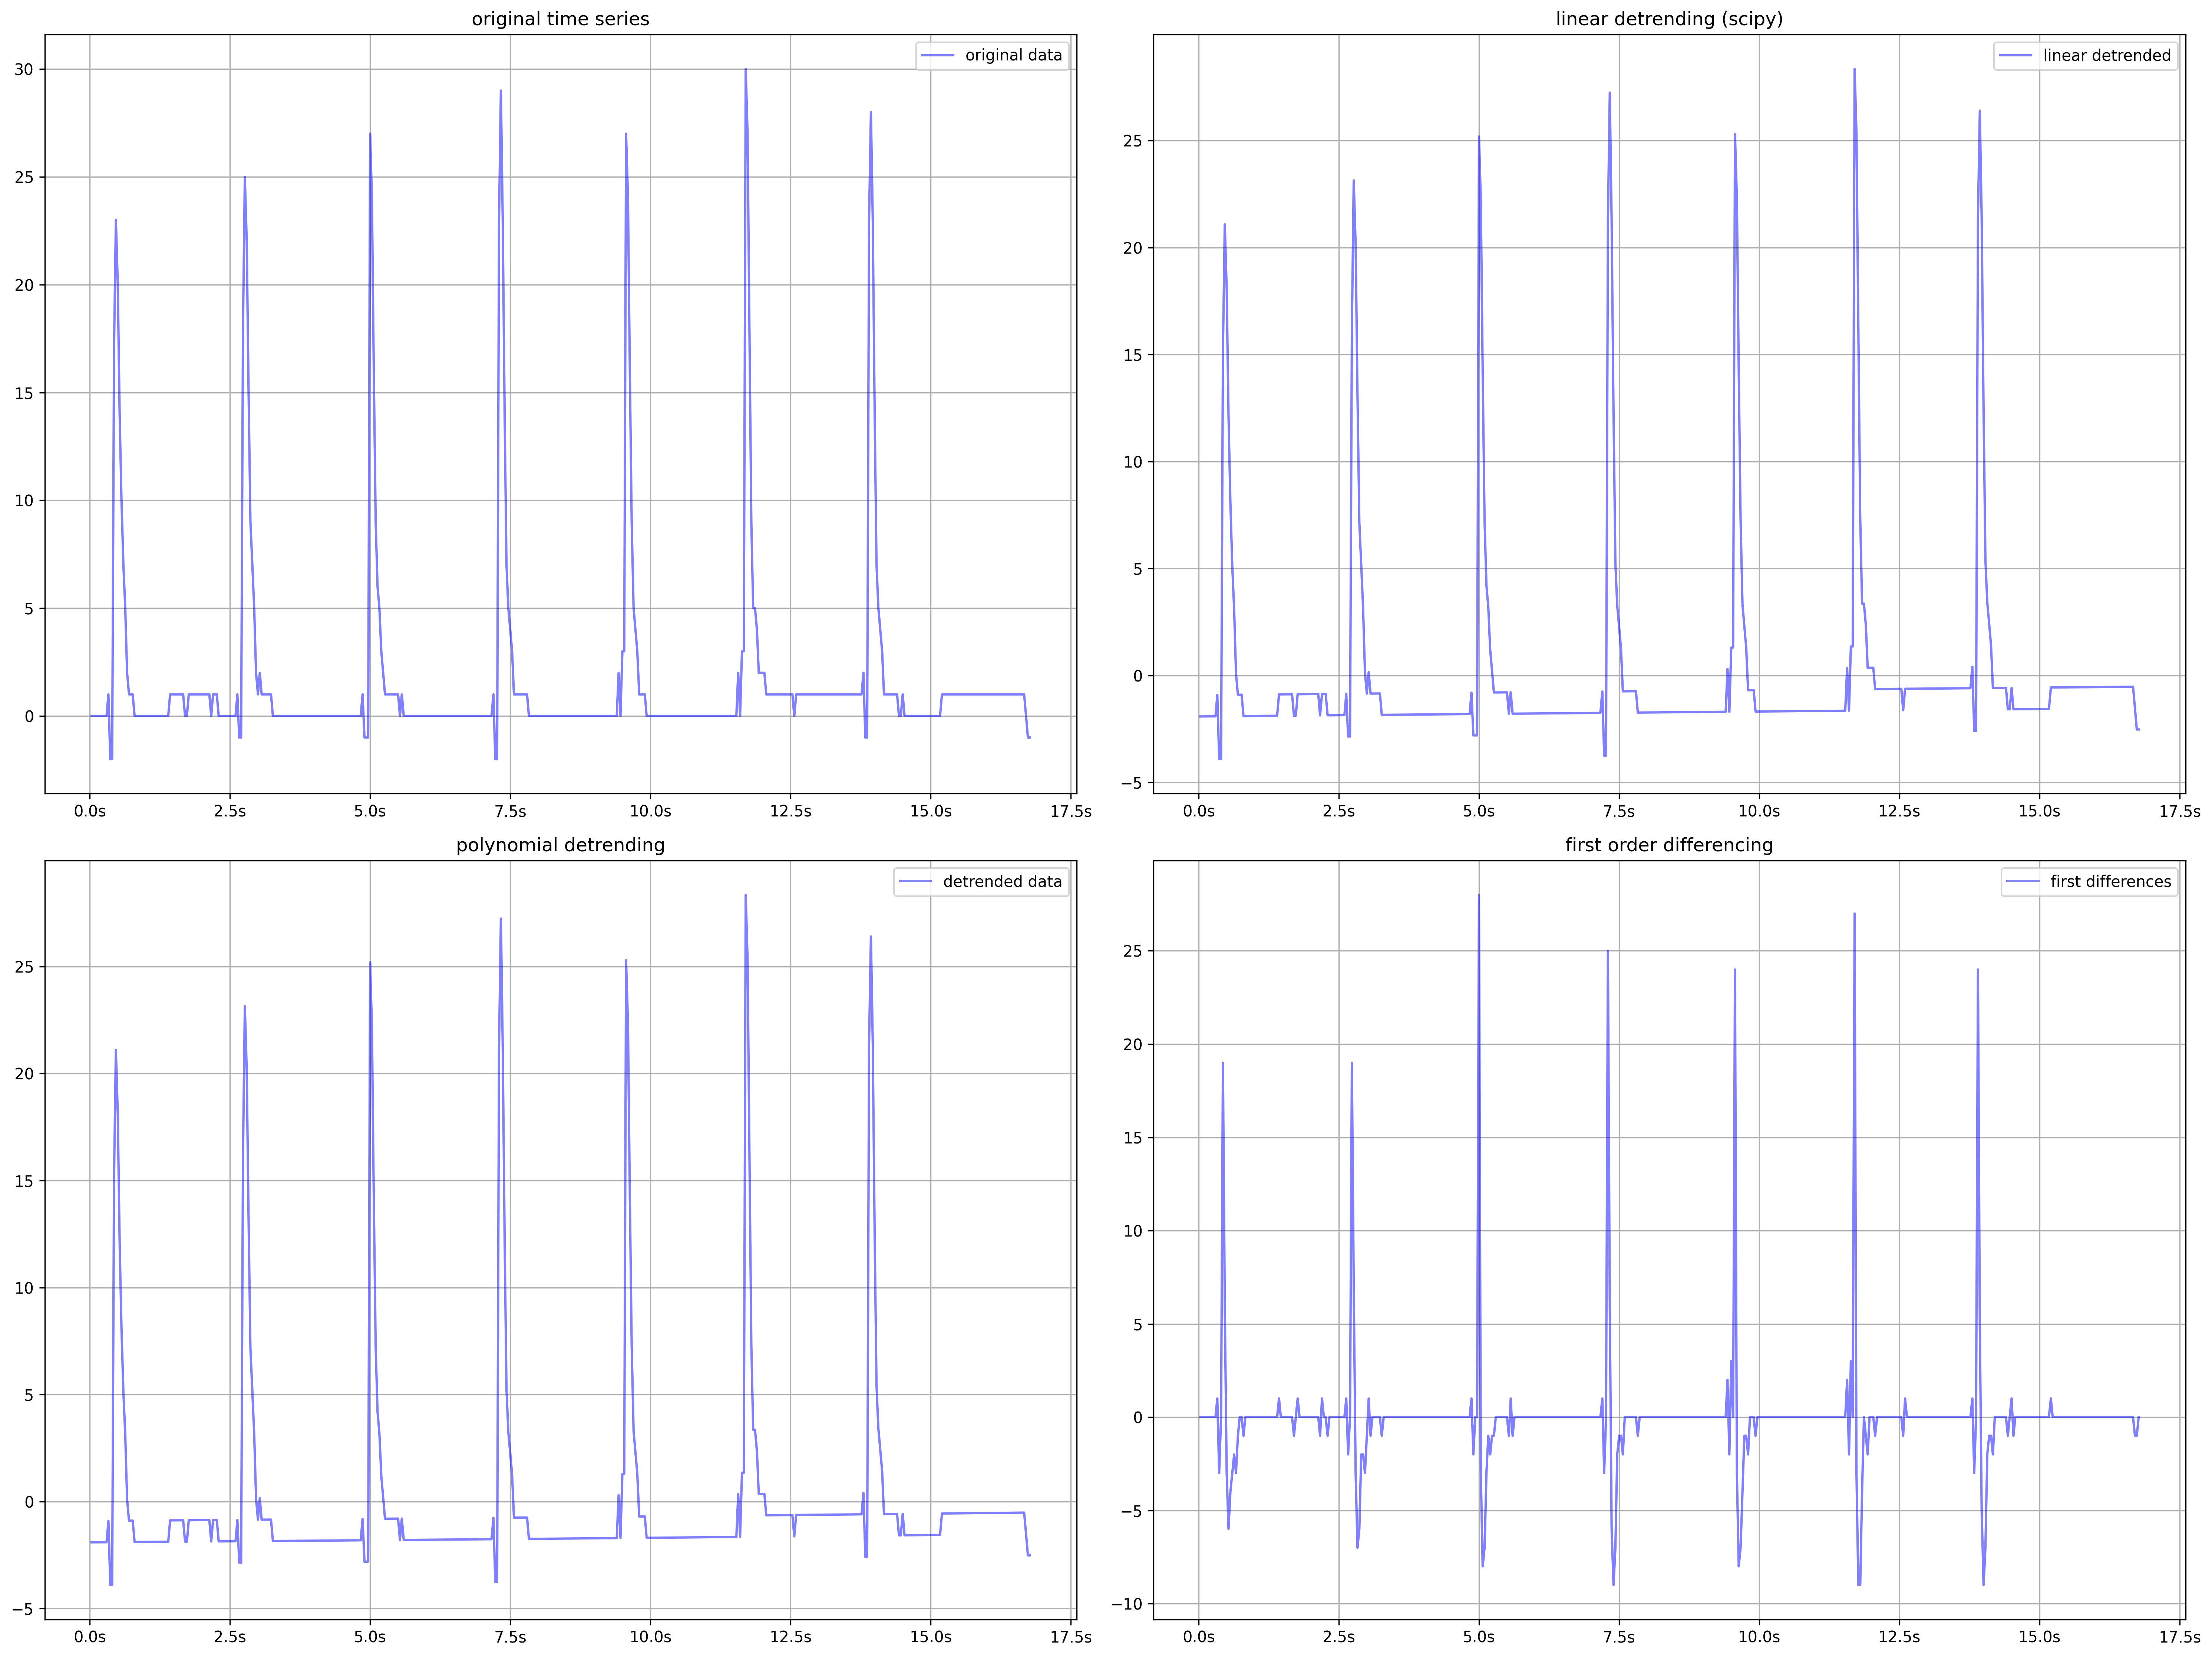 original time series
original data
30
25
20
15
10
5
0
0.0s 2.5s 5.0s 7.5s 10.0s 12.5s 15.0s 17.5s
linear detrending (scipy)
linear detrended
25
20
15
10
5
0
−5
0.0s 2.5s 5.0s 7.5s 10.0s 12.5s 15.0s 17.5s
polynomial detrending
detrended data
25
20
15
10
5
0
−5
0.0s 2.5s 5.0s 7.5s 10.0s 12.5s 15.0s 17.5s
first order differencing
first differences
25
20
15
10
5
0
−5
−10
0.0s 2.5s 5.0s 7.5s 10.0s 12.5s 15.0s 17.5s